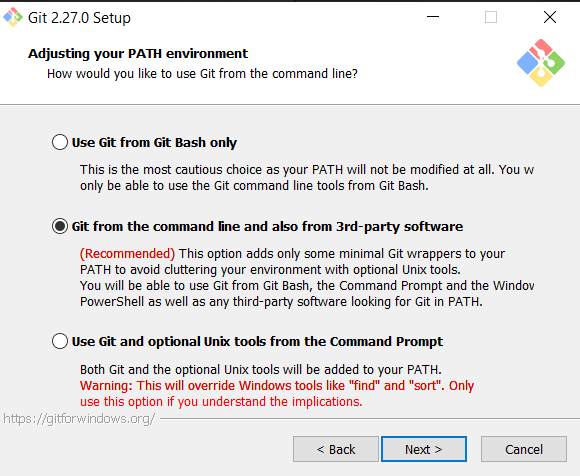 Git 2.27.0 Setup
Adjusting your PATH environment
How would you like to use Git from the command line?
Use Git from Git Bash only
This is the most cautious choice as your PATH will not be modified at all. You w
only be able to use the Git command line tools from Git Bash.
Git from the command line and also from 3rd-party software
(Recommended) This option adds only some minimal Git wrappers to your
PATH to avoid cluttering your environment with optional Unix tools.
You will be able to use Git from Git Bash, the Command Prompt and the Window
PowerShell as well as any third-party software looking for Git in PATH.
Use Git and optional Unix tools from the Command Prompt
Both Git and the optional Unix tools will be added to your PATH.
Warning: This will override Windows tools like "find" and "sort". Only
use this option if you understand the implications.
https://gitforwindows.org/
< Back
Next >
Cancel